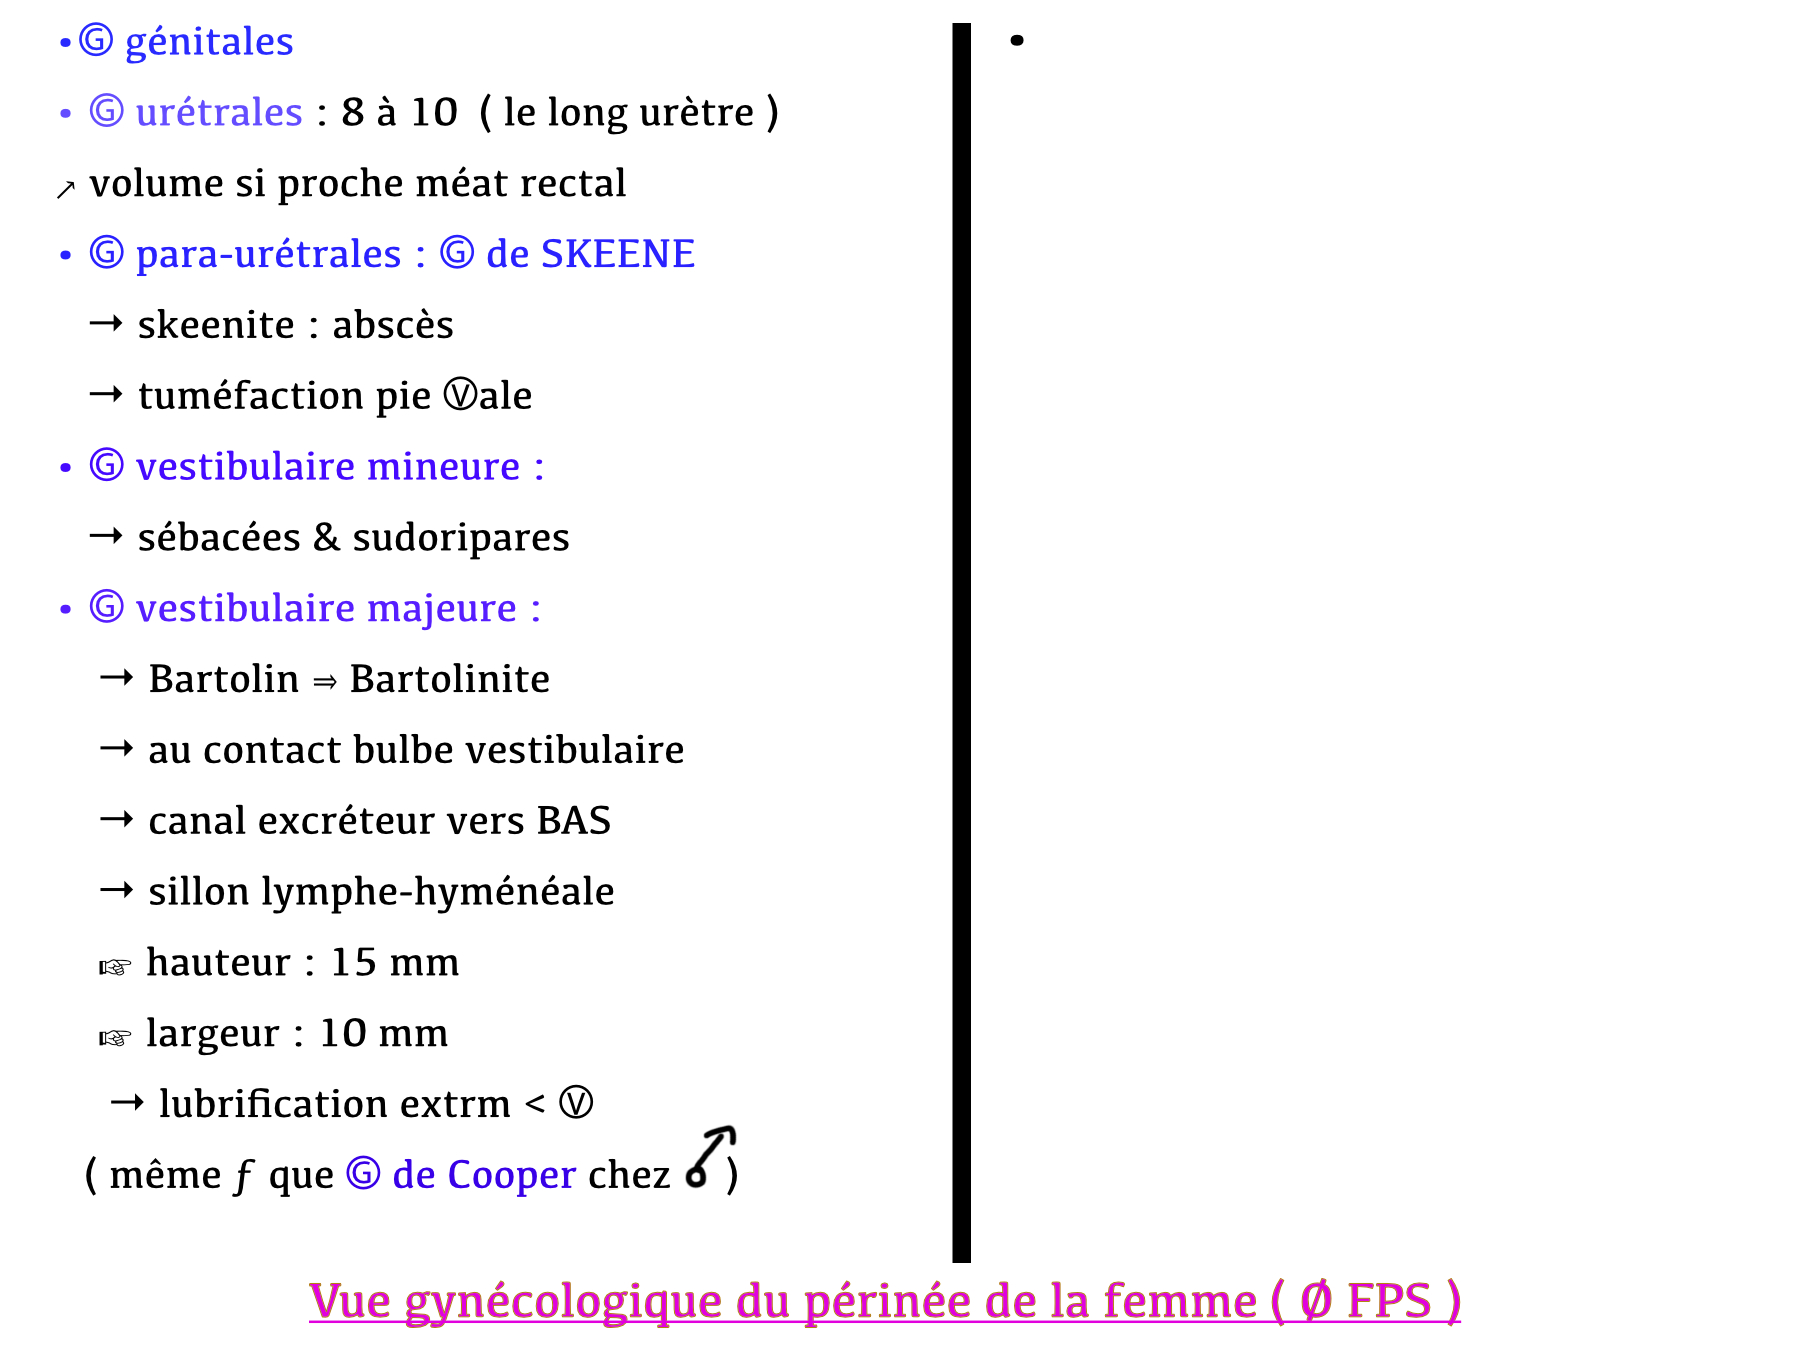 • Ⓖ génitales
• Ⓖ urétrales : 8 à 10 ( le long urètre )
↗ volume si proche méat rectal
• Ⓖ para-urétrales : Ⓖ de SKEENE
→ skeenite : abscès
→ tuméfaction pie Ⓥale
• Ⓖ vestibulaire mineure :
→ sébacées & sudoripares
• Ⓖ vestibulaire majeure :
→ Bartolin ⇒ Bartolinite
→ au contact bulbe vestibulaire
→ canal excréteur vers BAS
→ sillon lymphe-hyménéale
☞ hauteur : 15 mm
☞ largeur : 10 mm
→ lubrification extrm < Ⓥ
( même ƒ que Ⓖ de Cooper chez ♂ )
•
Vue gynécologique du périnée de la femme ( Ø FPS )